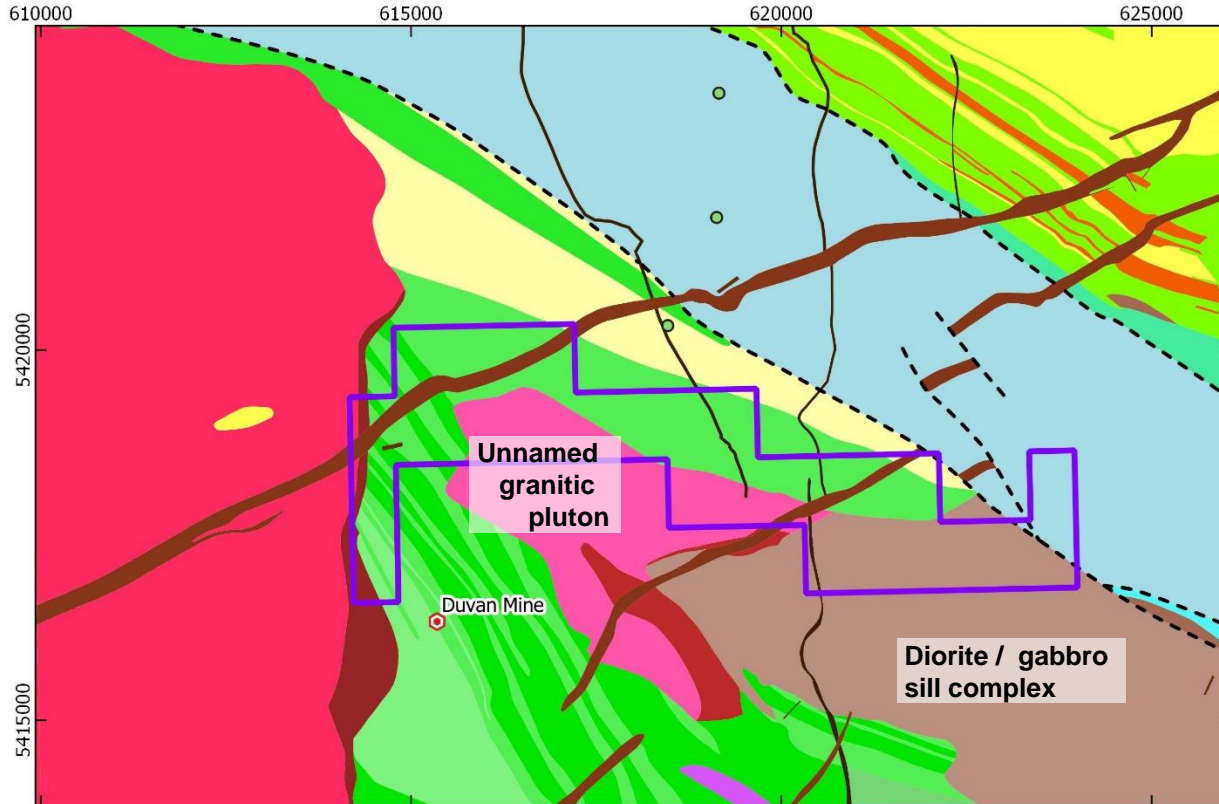 610000 615000 620000 625000
5420000
5415000
Unnamed
granitic
pluton
Duvan Mine
Diorite / gabbro
sill complex